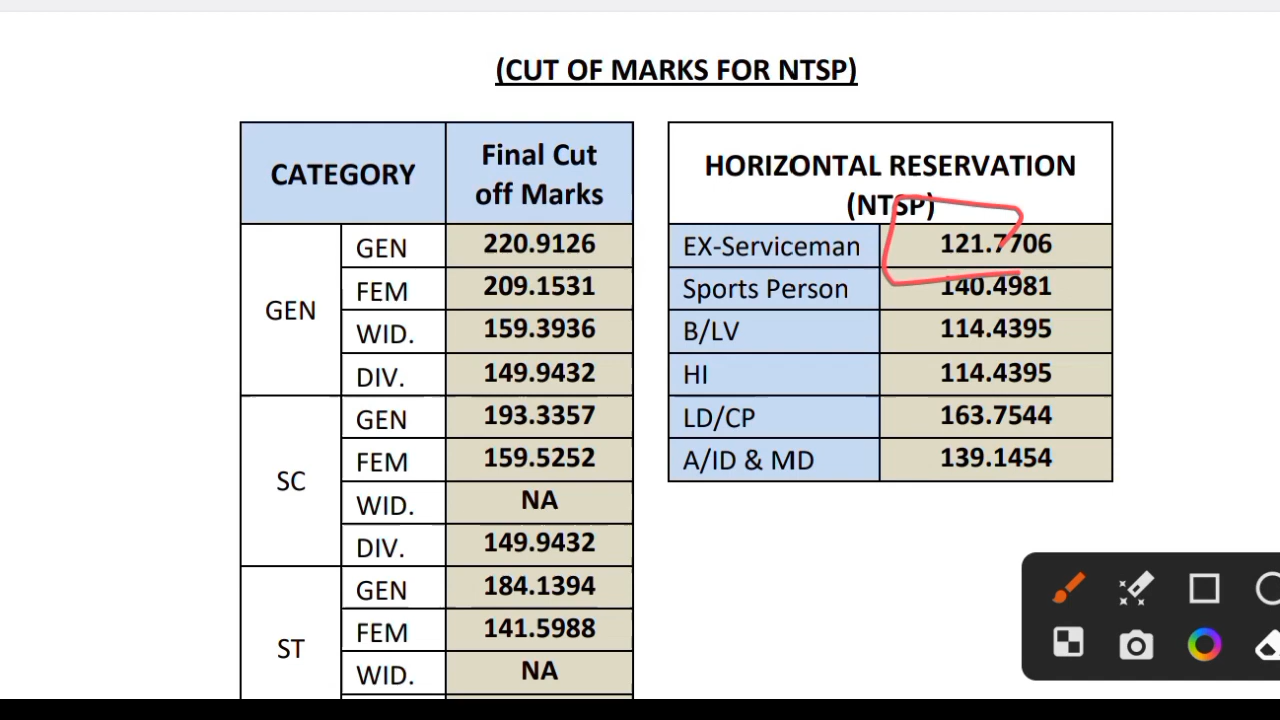 (CUT OF MARKS FOR NTSP)
CATEGORY Final Cut off Marks
GEN GEN 220.9126
FEM 209.1531
WID. 159.3936
DIV. 149.9432
SC GEN 193.3357
FEM 159.5252
WID. NA
DIV. 149.9432
ST GEN 184.1394
FEM 141.5988
WID. NA
HORIZONTAL RESERVATION
(NTSP)
EX-Serviceman 121.7706
Sports Person 140.4981
B/LV 114.4395
HI 114.4395
LD/CP 163.7544
A/ID & MD 139.1454